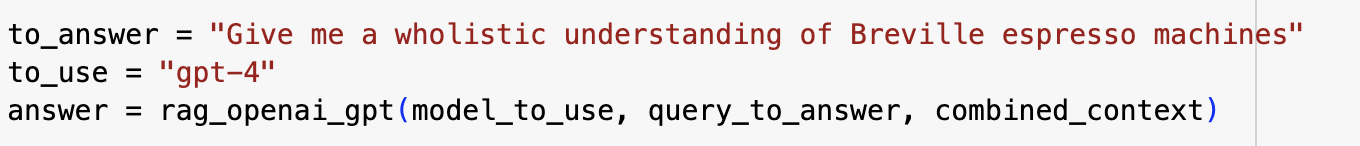 to_answer = "Give me a wholistic understanding of Breville espresso machines"
to_use = "gpt-4"
answer = rag_openai_gpt(model_to_use, query_to_answer, combined_context)